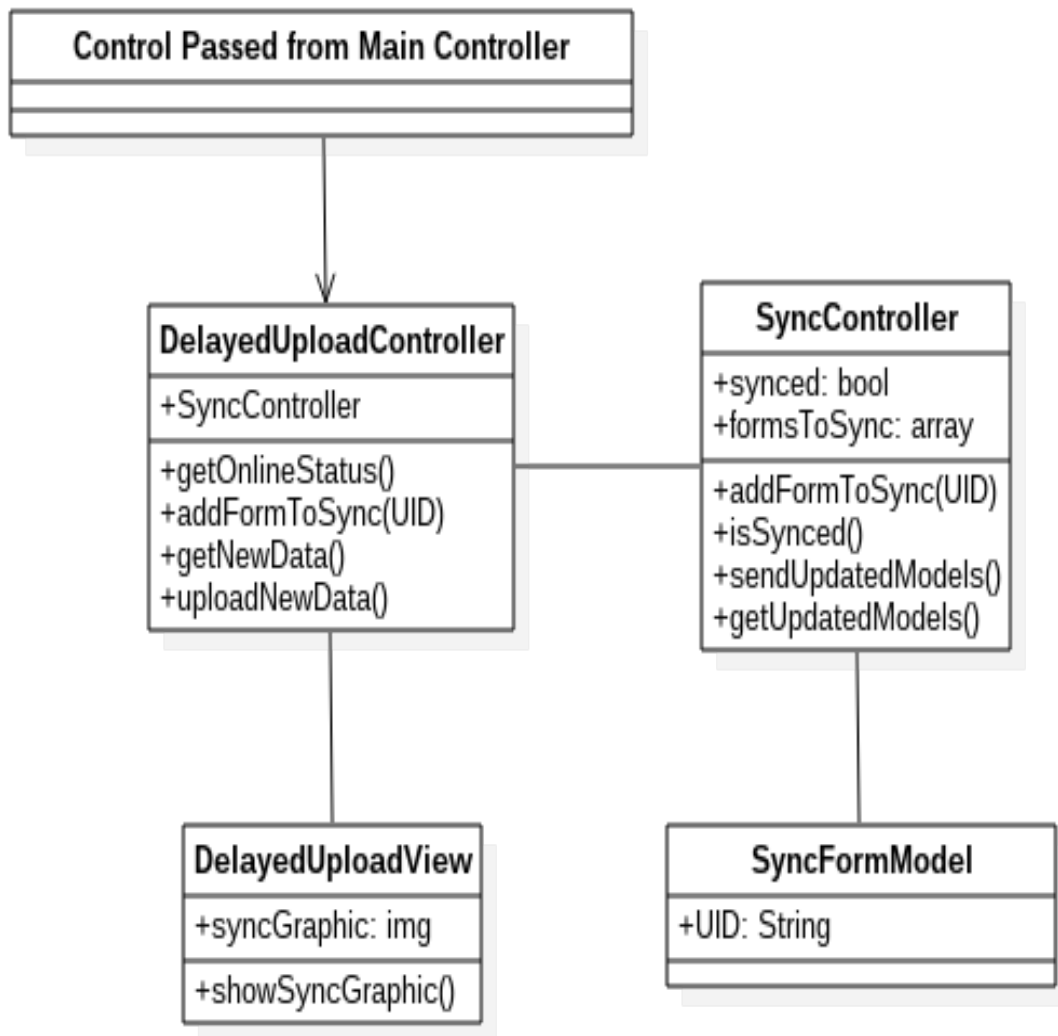 Control Passed from Main Controller
DelayedUploadController
+SyncController
+getOnlineStatus()
+addFormToSync(UID)
+getNewData()
+uploadNewData()
SyncController
+synced: bool
+formsToSync: array
+addFormToSync(UID)
+isSynced()
+sendUpdatedModels()
+getUpdatedModels()
DelayedUploadView
+syncGraphic: img
+showSyncGraphic()
SyncFormModel
+UID: String